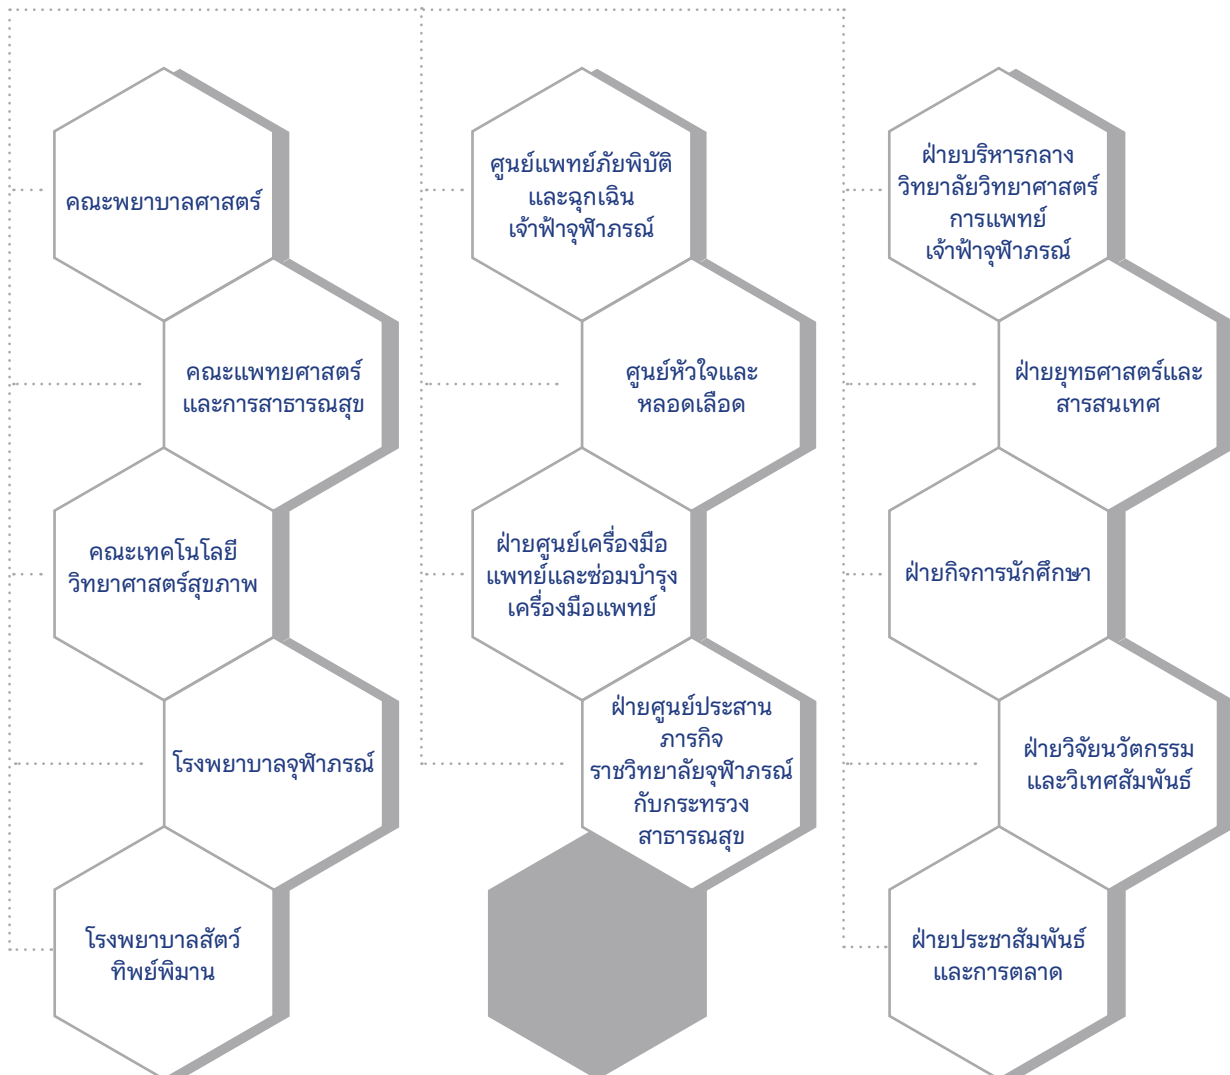 คณะพยาบาลศาสตร์
คณะแพทยศาสตร์
และการสาธารณสุข
คณะเทคโนโลยี
วิทยาศาสตร์สุขภาพ
โรงพยาบาลจุฬาภรณ์
โรงพยาบาลสัตว์
ทิพย์พิมาน
ศูนย์แพทย์ภัยพิบัติ
และฉุกเฉิน
เจ้าฟ้าจุฬาภรณ์
ศูนย์หัวใจและ
หลอดเลือด
ฝ่ายศูนย์เครื่องมือ
แพทย์และซ่อมบำรุง
เครื่องมือแพทย์
ฝ่ายศูนย์ประสาน
ภารกิจ
ราชวิทยาลัยจุฬาภรณ์
กับกระทรวง
สาธารณสุข
ฝ่ายบริหารกลาง
วิทยาลัยวิทยาศาสตร์
การแพทย์
เจ้าฟ้าจุฬาภรณ์
ฝ่ายยุทธศาสตร์และ
สารสนเทศ
ฝ่ายกิจการนักศึกษา
ฝ่ายวิจัยนวัตกรรม
และวิเทศสัมพันธ์
ฝ่ายประชาสัมพันธ์
และการตลาด